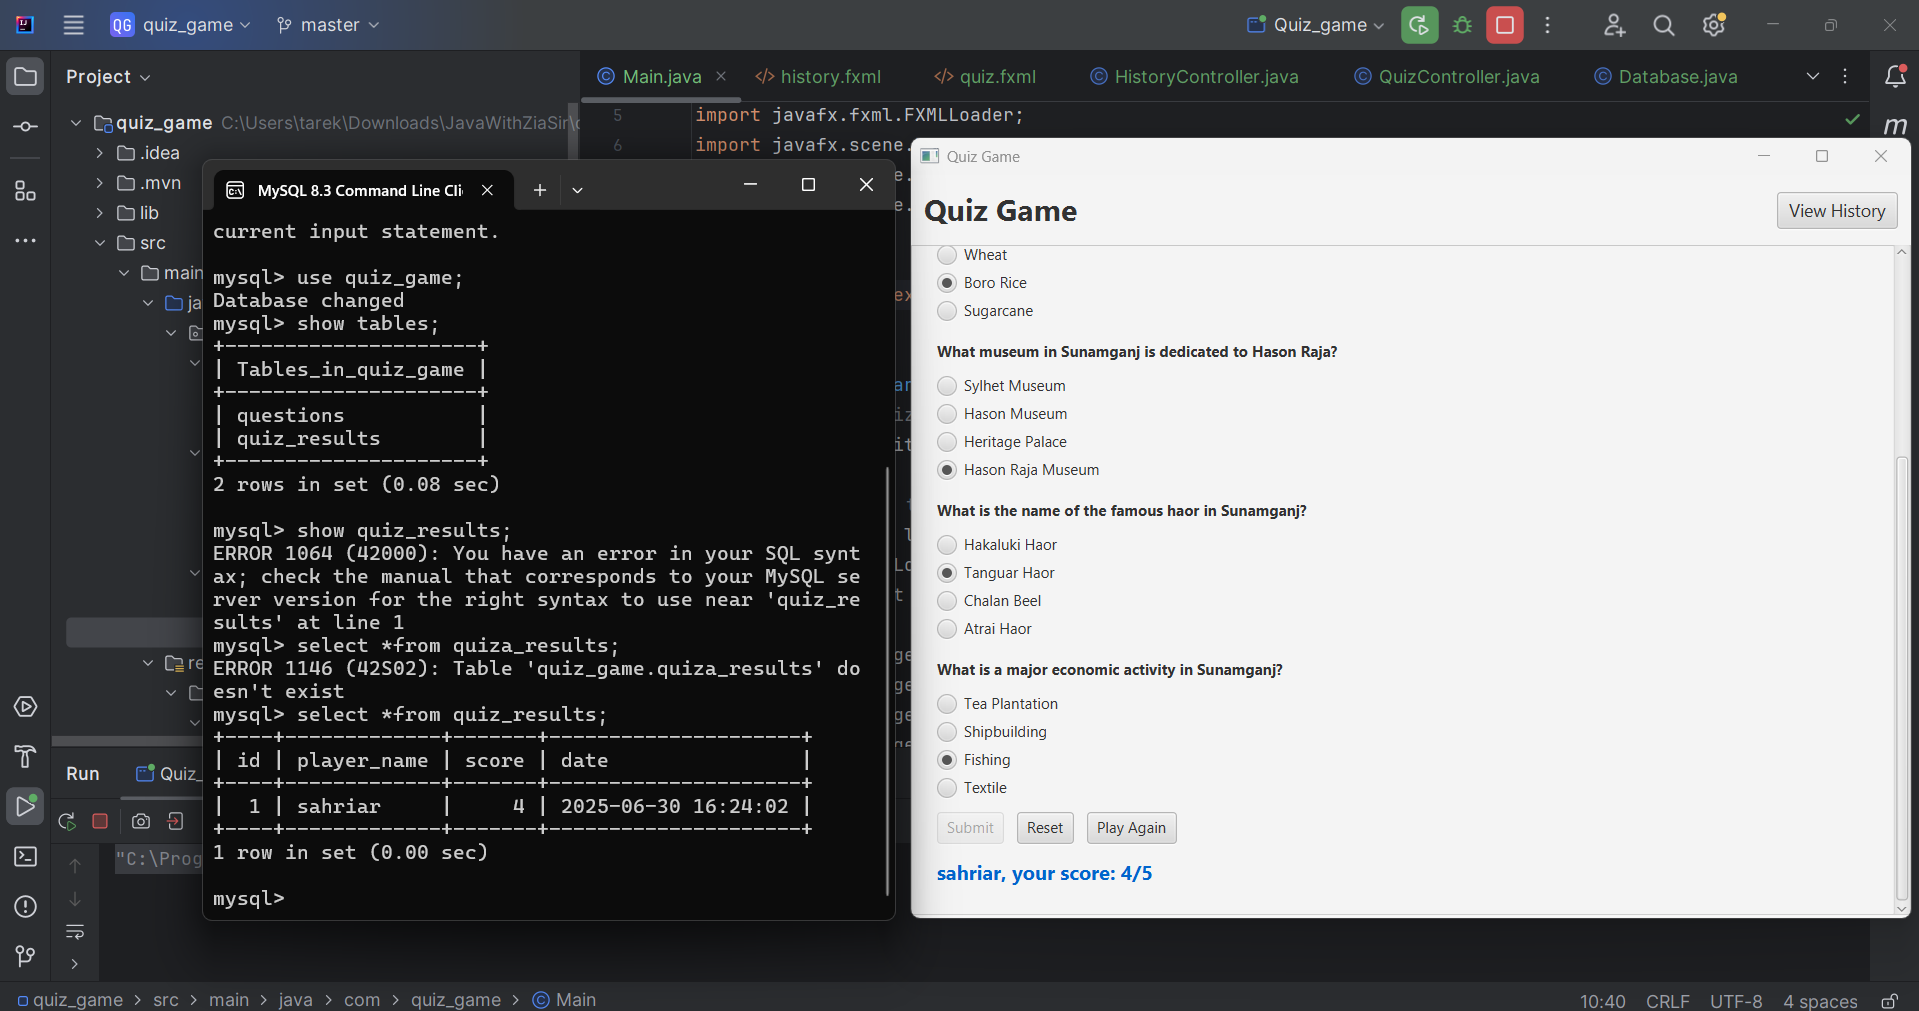 QG quiz_game master
Quiz_game
Project
Main.java history.fxml quiz.fxml HistoryController.java QuizController.java Database.java
quiz_game C:\Users\tarek\Downloads\JavaWithZiaSir\
.idea
.mvn
lib
src
main
5 import javafx.fxml.FXMLLoader;
6 import javafx.scene.
MySQL 8.3 Command Line Cli
current input statement.
mysql> use quiz_game;
Database changed
mysql> show tables;
+----------------------+
| Tables_in_quiz_game |
+----------------------+
| questions |
| quiz_results |
+----------------------+
2 rows in set (0.08 sec)
mysql> show quiz_results;
ERROR 1064 (42000): You have an error in your SQL synt
ax; check the manual that corresponds to your MySQL se
rver version for the right syntax to use near 'quiz_re
sults' at line 1
mysql> select *from quiza_results;
ERROR 1146 (42S02): Table 'quiz_game.quiza_results' do
esn't exist
mysql> select *from quiz_results;
+----+-------------+-------+---------------------+
| id | player_name | score | date |
+----+-------------+-------+---------------------+
| 1 | sahriar | 4 | 2025-06-30 16:24:02 |
+----+-------------+-------+---------------------+
1 row in set (0.00 sec)
mysql>
Quiz Game
Quiz Game
View History
Wheat
Boro Rice
Sugarcane
What museum in Sunamganj is dedicated to Hason Raja?
Sylhet Museum
Hason Museum
Heritage Palace
Hason Raja Museum
What is the name of the famous haor in Sunamganj?
Hakaluki Haor
Tanguar Haor
Chalan Beel
Atrai Haor
What is a major economic activity in Sunamganj?
Tea Plantation
Shipbuilding
Fishing
Textile
Submit Reset Play Again
sahriar, your score: 4/5
Run Quiz_
"C:\Prog
quiz_game > src > main > java > com > quiz_game > Main
10:40 CRLF UTF-8 4 spaces